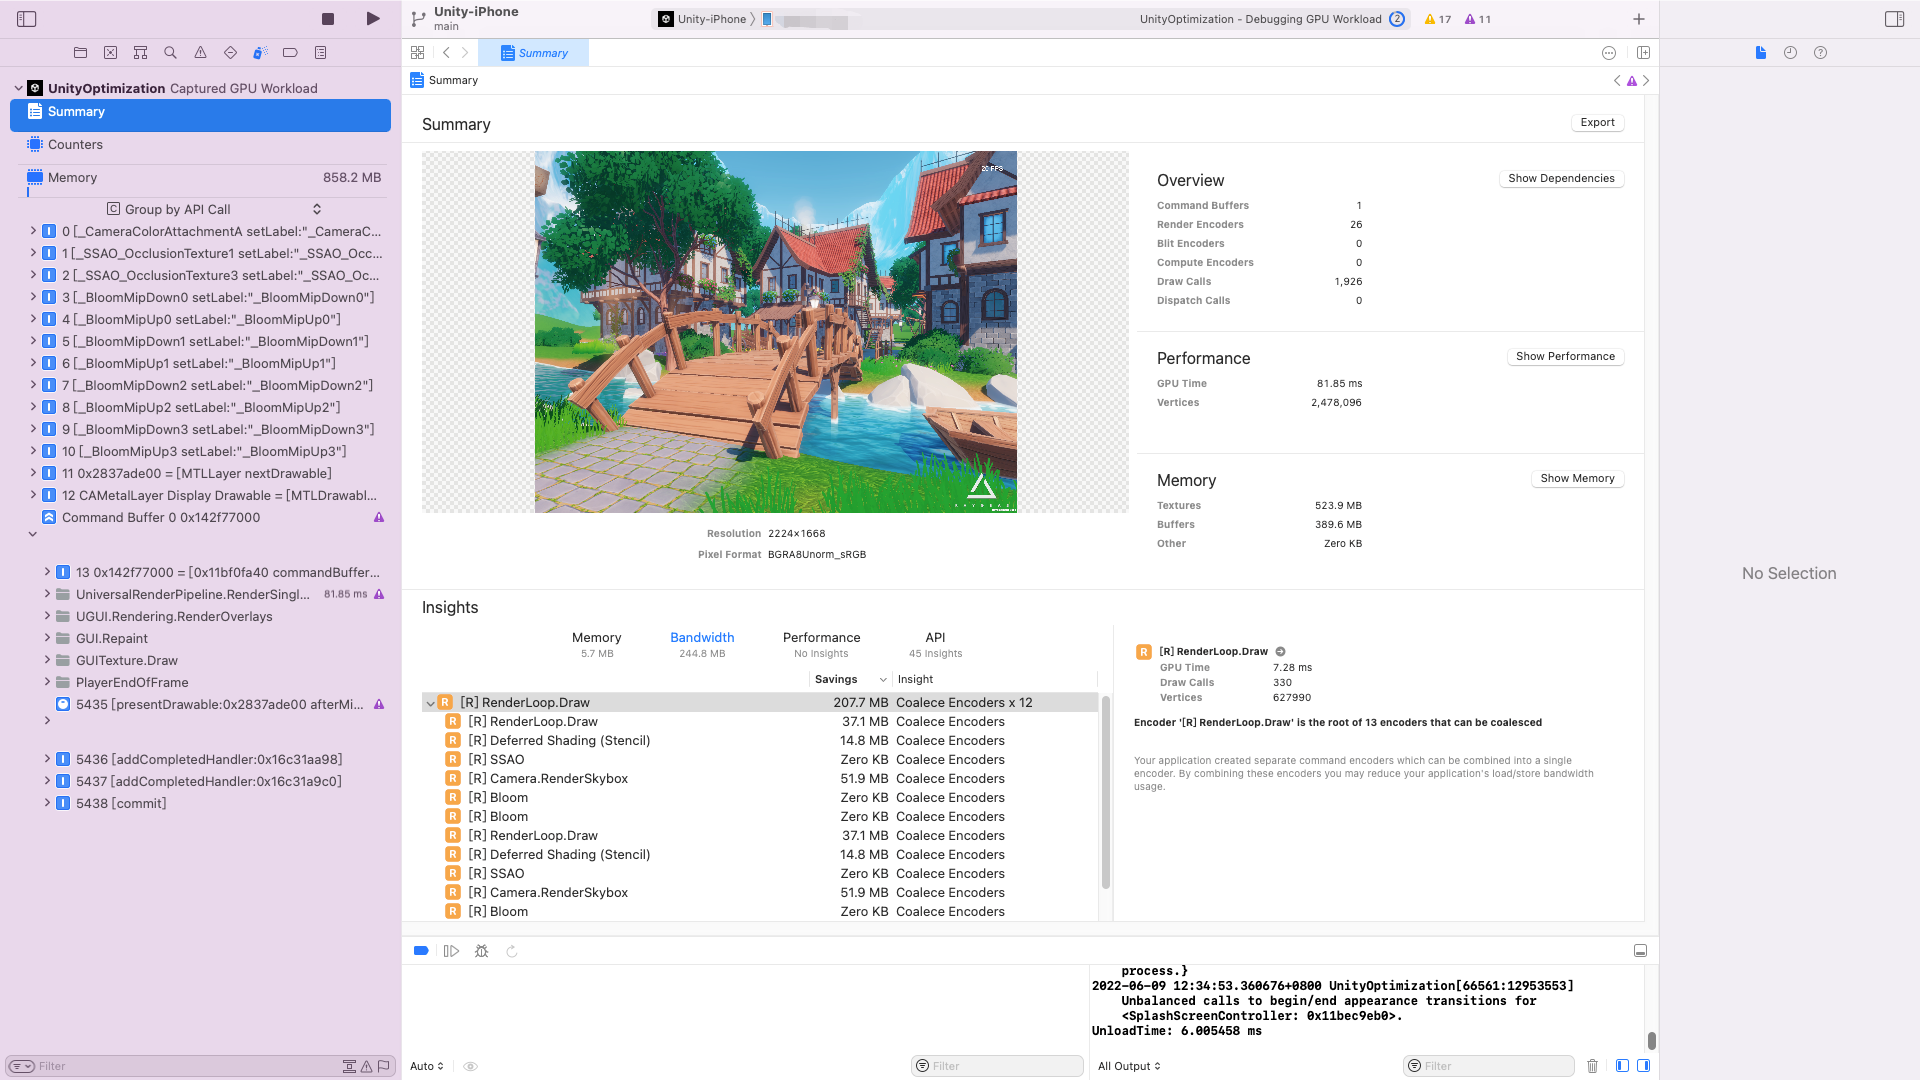 Unity-iPhone
main
Unity-iPhone
UnityOptimization - Debugging GPU Workload
2
17
11
Summary
UnityOptimization Captured GPU Workload
Summary
Counters
Memory 858.2 MB
Group by API Call
0 [_CameraColorAttachmentA setLabel:"_CameraC...
1 [_SSAO_OcclusionTexture1 setLabel:"_SSAO_Occ...
2 [_SSAO_OcclusionTexture3 setLabel:"_SSAO_Oc...
3 [_BloomMipDown0 setLabel:"_BloomMipDown0"]
4 [_BloomMipUp0 setLabel:"_BloomMipUp0"]
5 [_BloomMipDown1 setLabel:"_BloomMipDown1"]
6 [_BloomMipUp1 setLabel:"_BloomMipUp1"]
7 [_BloomMipDown2 setLabel:"_BloomMipDown2"]
8 [_BloomMipUp2 setLabel:"_BloomMipUp2"]
9 [_BloomMipDown3 setLabel:"_BloomMipDown3"]
10 [_BloomMipUp3 setLabel:"_BloomMipUp3"]
11 0x2837ade00 = [MTLLayer nextDrawable]
12 CAMetalLayer Display Drawable = [MTLDrawabl...
Command Buffer 0 0x142f77000
13 0x142f77000 = [0x11bf0fa40 commandBuffer...
UniversalRenderPipeline.RenderSingl... 81.85 ms
UGUI.Rendering.RenderOverlays
GUI.Repaint
GUITexture.Draw
PlayerEndOfFrame
5435 [presentDrawable:0x2837ade00 afterMi...
5436 [addCompletedHandler:0x16c31aa98]
5437 [addCompletedHandler:0x16c31a9c0]
5438 [commit]
Filter
Summary
Summary
Export
20 FPS
Resolution 2224×1668
Pixel Format BGRA8Unorm_sRGB
Overview
Show Dependencies
Command Buffers 1
Render Encoders 26
Blit Encoders 0
Compute Encoders 0
Draw Calls 1,926
Dispatch Calls 0
Performance
Show Performance
GPU Time 81.85 ms
Vertices 2,478,096
Memory
Show Memory
Textures 523.9 MB
Buffers 389.6 MB
Other Zero KB
Insights
Memory
5.7 MB
Bandwidth
244.8 MB
Performance
No Insights
API
45 Insights
Savings Insight
R [R] RenderLoop.Draw 207.7 MB Coalece Encoders x 12
R [R] RenderLoop.Draw 37.1 MB Coalece Encoders
R [R] Deferred Shading (Stencil) 14.8 MB Coalece Encoders
R [R] SSAO Zero KB Coalece Encoders
R [R] Camera.RenderSkybox 51.9 MB Coalece Encoders
R [R] Bloom Zero KB Coalece Encoders
R [R] Bloom Zero KB Coalece Encoders
R [R] RenderLoop.Draw 37.1 MB Coalece Encoders
R [R] Deferred Shading (Stencil) 14.8 MB Coalece Encoders
R [R] SSAO Zero KB Coalece Encoders
R [R] Camera.RenderSkybox 51.9 MB Coalece Encoders
R [R] Bloom Zero KB Coalece Encoders
R [R] RenderLoop.Draw
GPU Time 7.28 ms
Draw Calls 330
Vertices 627990
Encoder '[R] RenderLoop.Draw' is the root of 13 encoders that can be coalesced
Your application created separate command encoders which can be combined into a single
encoder. By combining these encoders you may reduce your application's load/store bandwidth
usage.
No Selection
process.}
2022-06-09 12:34:53.360676+0800 UnityOptimization[66561:12953553]
Unbalanced calls to begin/end appearance transitions for
<SplashScreenController: 0x11bec9eb0>.
UnloadTime: 6.005458 ms
Auto
Filter
All Output
Filter